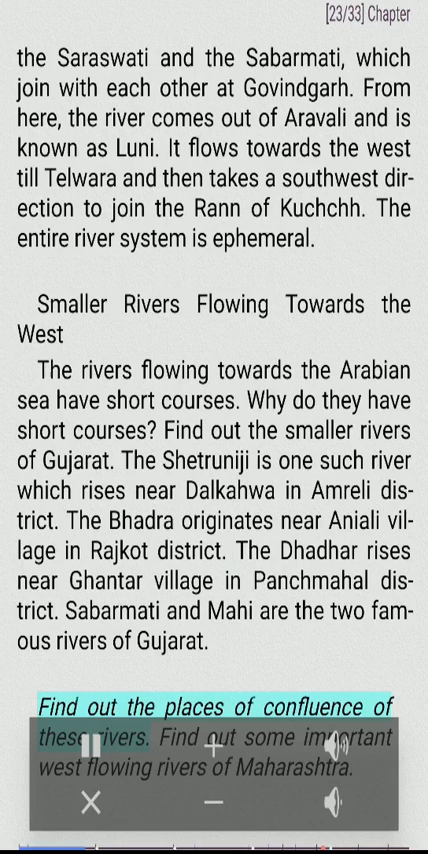 [23/33] Chapter
the Saraswati and the Sabarmati, which
join with each other at Govindgarh. From
here, the river comes out of Aravali and is
known as Luni. It flows towards the west
till Telwara and then takes a southwest dir-
ection to join the Rann of Kuchchh. The
entire river system is ephemeral.
Smaller Rivers Flowing Towards the
West
The rivers flowing towards the Arabian
sea have short courses. Why do they have
short courses? Find out the smaller rivers
of Gujarat. The Shetruniji is one such river
which rises near Dalkahwa in Amreli dis-
trict. The Bhadra originates near Aniali vil-
lage in Rajkot district. The Dhadhar rises
near Ghantar village in Panchmahal dis-
trict. Sabarmati and Mahi are the two fam-
ous rivers of Gujarat.
Find out the places of confluence of
these rivers. Find out some important
west flowing rivers of Maharashtra.